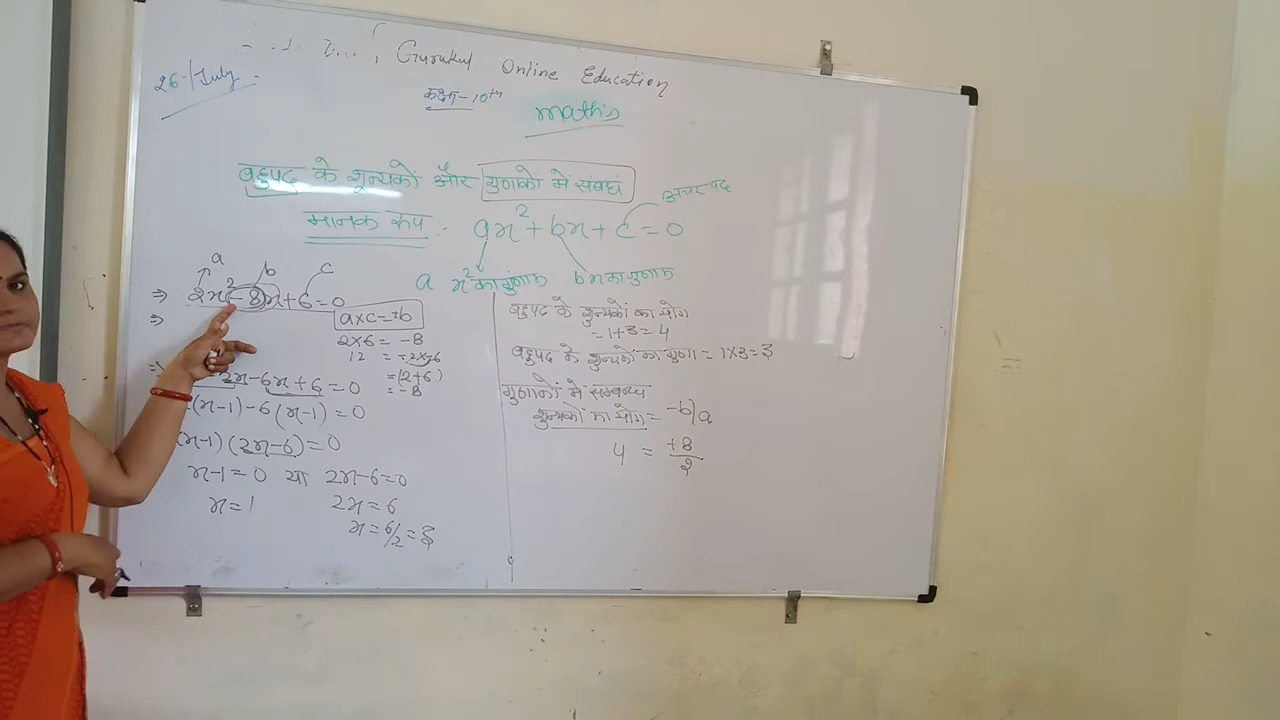 Gurukul Online Education
26/July
कक्षा-10th
maths
बहुपद के शून्यकों और गुणकों में संबधं
मानक रूप :- ax²+bx+c=0
अचर पद
a x² का गुणांक b x का गुणांक
a b c
⇒ 2x²-8x+6=0
⇒
a×c=±b
2×6= -8
12 = -2×-6
=(2+6)
= -8
2x-6x+6=0
(x-1)-6(x-1)=0
(x-1)(2x-6)=0
x-1=0 या 2x-6=0
x=1 2x=6
x=6/2=3
बहुपद के शून्यकों का योग
=1+3=4
बहुपद के शून्यकों का गुणा=1×3=3
गुणाकों में सम्बन्ध
शून्यकों का योग = -b/a
4 = +8/2